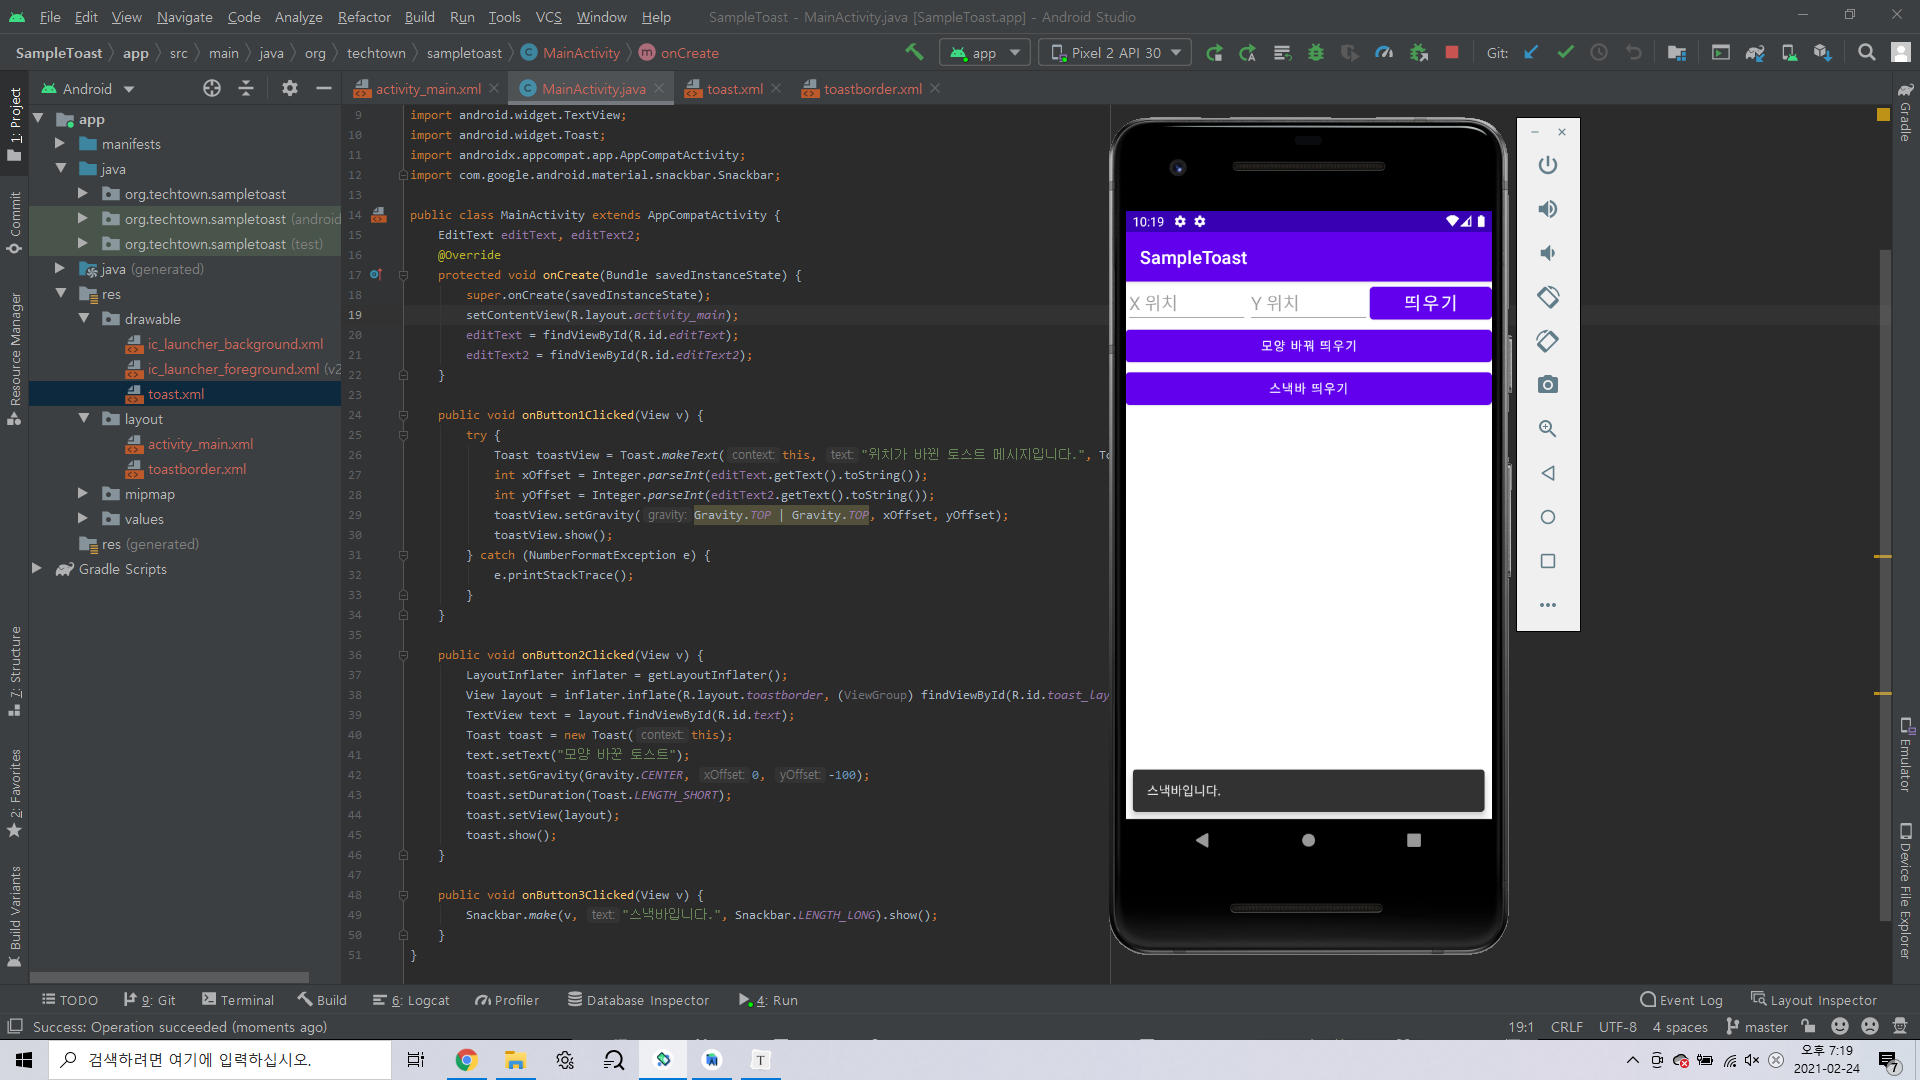 File Edit View Navigate Code Analyze Refactor Build Run Tools VCS Window Help SampleToast - MainActivity.java [SampleToast.app] - Android Studio
SampleToast app src main java org techtown sampletoast C MainActivity m onCreate app Pixel 2 API 30 Git:
Android activity_main.xml MainActivity.java toast.xml toastborder.xml
1: Project
Commit
Resource Manager
7: Structure
2: Favorites
Build Variants
app
manifests
java
org.techtown.sampletoast
org.techtown.sampletoast (android
org.techtown.sampletoast (test)
java (generated)
res
drawable
ic_launcher_background.xml
ic_launcher_foreground.xml (v2
toast.xml
layout
activity_main.xml
toastborder.xml
mipmap
values
res (generated)
Gradle Scripts
9 import android.widget.TextView;
10 import android.widget.Toast;
11 import androidx.appcompat.app.AppCompatActivity;
12 import com.google.android.material.snackbar.Snackbar;
13
14 public class MainActivity extends AppCompatActivity {
15 EditText editText, editText2;
16 @Override
17 protected void onCreate(Bundle savedInstanceState) {
18 super.onCreate(savedInstanceState);
19 setContentView(R.layout.activity_main);
20 editText = findViewById(R.id.editText);
21 editText2 = findViewById(R.id.editText2);
22 }
23
24 public void onButton1Clicked(View v) {
25 try {
26 Toast toastView = Toast.makeText( context: this, text: "위치가 바뀐 토스트 메시지입니다.", To
27 int xOffset = Integer.parseInt(editText.getText().toString());
28 int yOffset = Integer.parseInt(editText2.getText().toString());
29 toastView.setGravity( gravity: Gravity.TOP | Gravity.TOP, xOffset, yOffset);
30 toastView.show();
31 } catch (NumberFormatException e) {
32 e.printStackTrace();
33 }
34 }
35
36 public void onButton2Clicked(View v) {
37 LayoutInflater inflater = getLayoutInflater();
38 View layout = inflater.inflate(R.layout.toastborder, (ViewGroup) findViewById(R.id.toast_lay
39 TextView text = layout.findViewById(R.id.text);
40 Toast toast = new Toast( context: this);
41 text.setText("모양 바꾼 토스트");
42 toast.setGravity(Gravity.CENTER, xOffset: 0, yOffset: -100);
43 toast.setDuration(Toast.LENGTH_SHORT);
44 toast.setView(layout);
45 toast.show();
46 }
47
48 public void onButton3Clicked(View v) {
49 Snackbar.make(v, text: "스낵바입니다.", Snackbar.LENGTH_LONG).show();
50 }
51 }
10:19
SampleToast
X 위치 Y 위치 띄우기
모양 바꿔 띄우기
스낵바 띄우기
스낵바입니다.
Gradle
Emulator
Device File Explorer
TODO 9: Git Terminal Build 6: Logcat Profiler Database Inspector 4: Run Event Log Layout Inspector
Success: Operation succeeded (moments ago) 19:1 CRLF UTF-8 4 spaces master
검색하려면 여기에 입력하십시오. T 오후 7:19
2021-02-24 7